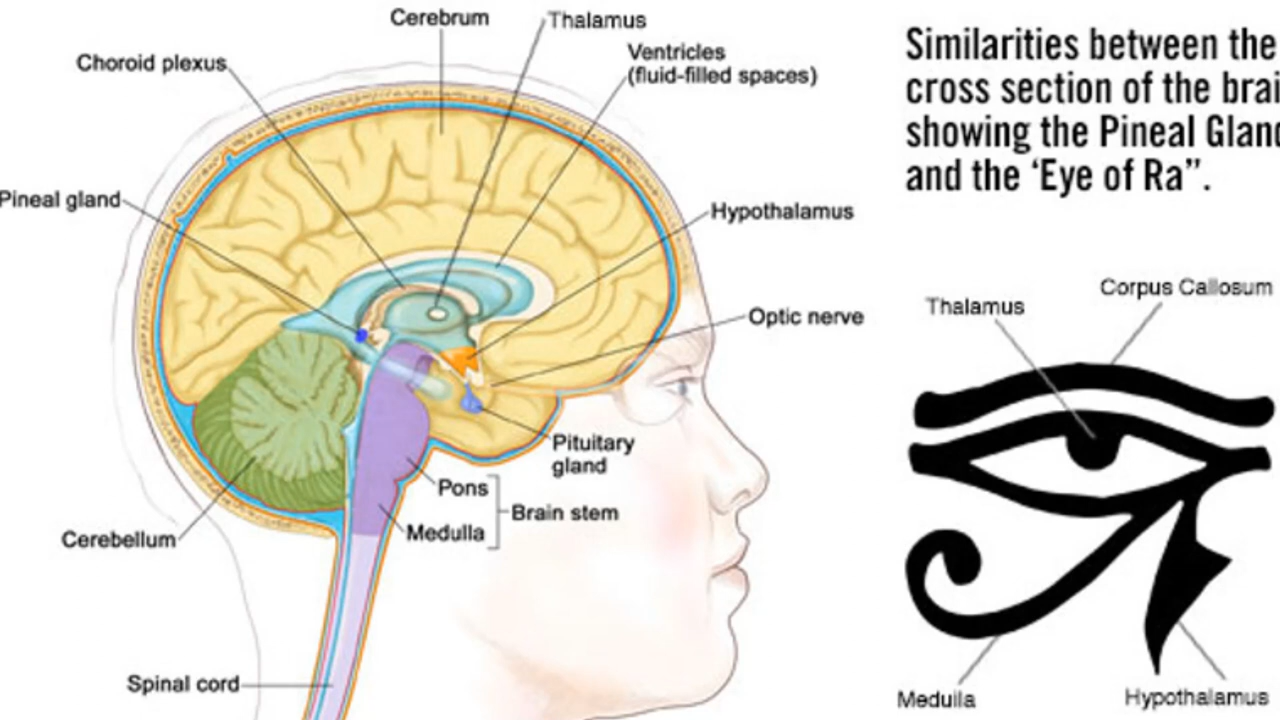 Cerebrum
Thalamus
Choroid plexus
Ventricles
(fluid-filled spaces)
Pineal gland
Hypothalamus
Optic nerve
Pituitary
gland
Pons
Brain stem
Medulla
Cerebellum
Spinal cord
Similarities between the
cross section of the brai
showing the Pineal Gland
and the ‘Eye of Ra”.
Thalamus
Corpus Callosum
Medulla
Hypothalamus